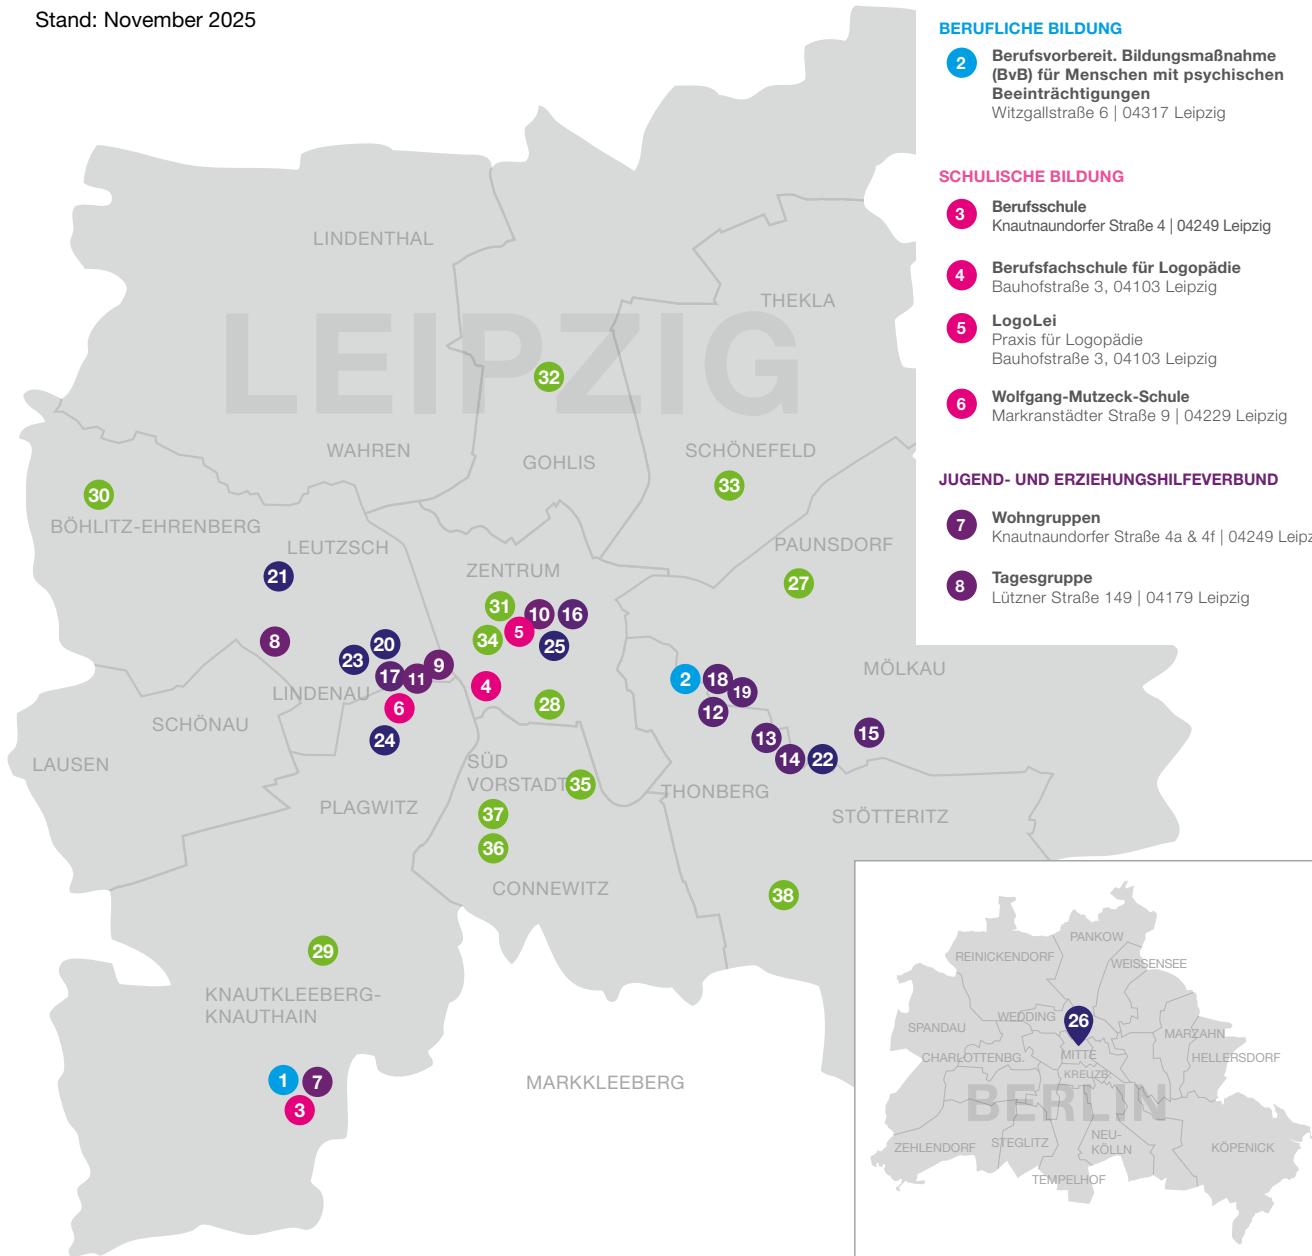 Stand: November 2025
BERUFLICHE BILDUNG
2 Berufsvorbereit. Bildungsmaßnahme
(BvB) für Menschen mit psychischen
Beeinträchtigungen
Witzgallstraße 6 | 04317 Leipzig
SCHULISCHE BILDUNG
3 Berufsschule
Knautnaundorfer Straße 4 | 04249 Leipzig
4 Berufsfachschule für Logopädie
Bauhofstraße 3, 04103 Leipzig
5 LogoLei
Praxis für Logopädie
Bauhofstraße 3, 04103 Leipzig
6 Wolfgang-Mutzeck-Schule
Markranstädter Straße 9 | 04229 Leipzig
JUGEND- UND ERZIEHUNGSHILFEVERBUND
7 Wohngruppen
Knautnaundorfer Straße 4a & 4f | 04249 Leipz
8 Tagesgruppe
Lützner Straße 149 | 04179 Leipzig
LINDENTHAL
THEKLA
LEIPZIG
32
WAHREN
GOHLIS
SCHÖNEFELD
33
30
BÖHLITZ-EHRENBERG
LEUTZSCH
PAUNSDORF
21
ZENTRUM
27
31
10
16
5
8
20
34
25
23
9
MÖLKAU
17
11
4
2
18
19
LINDENAU
6
28
12
SCHÖNAU
24
13
15
LAUSEN
SÜD
VORSTADT
35
14
22
THONBERG
PLAGWITZ
37
STÖTTERITZ
36
CONNEWITZ
38
29
KNAUTKLEEBERG-
KNAUTHAIN
1
7
3
MARKKLEEBERG
PANKOW
REINICKENDORF
WEISSENSEE
WEDDING
26
SPANDAU
MARZAHN
CHARLOTTENBG.
MITTE
HELLERSDORF
KREUZB
BERLIN
ZEHLENDORF
STEGLITZ
NEU-
KÖLLN
KÖPENICK
TEMPELHOF